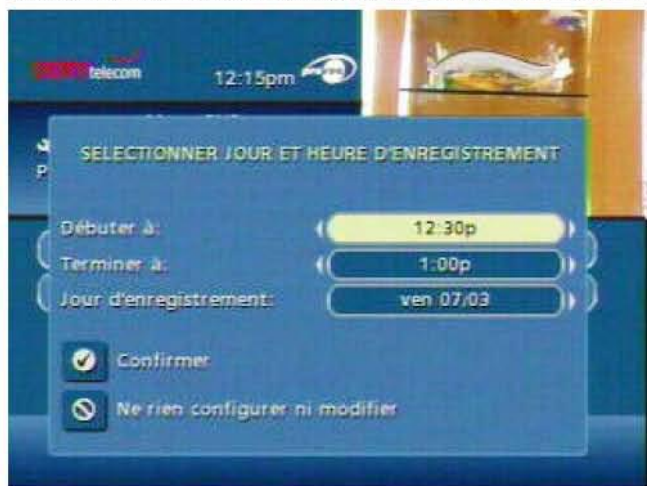 telecom
12:15pm
SELECTIONNER JOUR ET HEURE D'ENREGISTREMENT
Débuter à: 12:30p
Terminer à: 1:00p
Jour d'enregistrement: ven 07/03
Confirmer
Ne rien configurer ni modifier